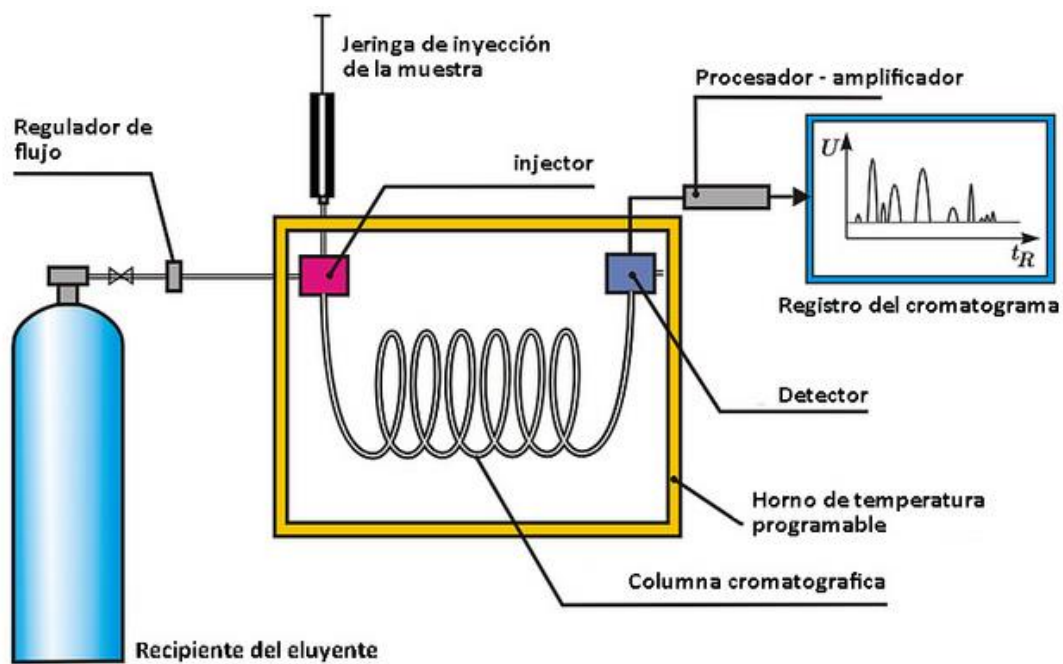 Jeringa de inyección
de la muestra
Procesador - amplificador
Regulador de
flujo
injector
U
t_R
Registro del cromatograma
Detector
Horno de temperatura
programable
Columna cromatografica
Recipiente del eluyente